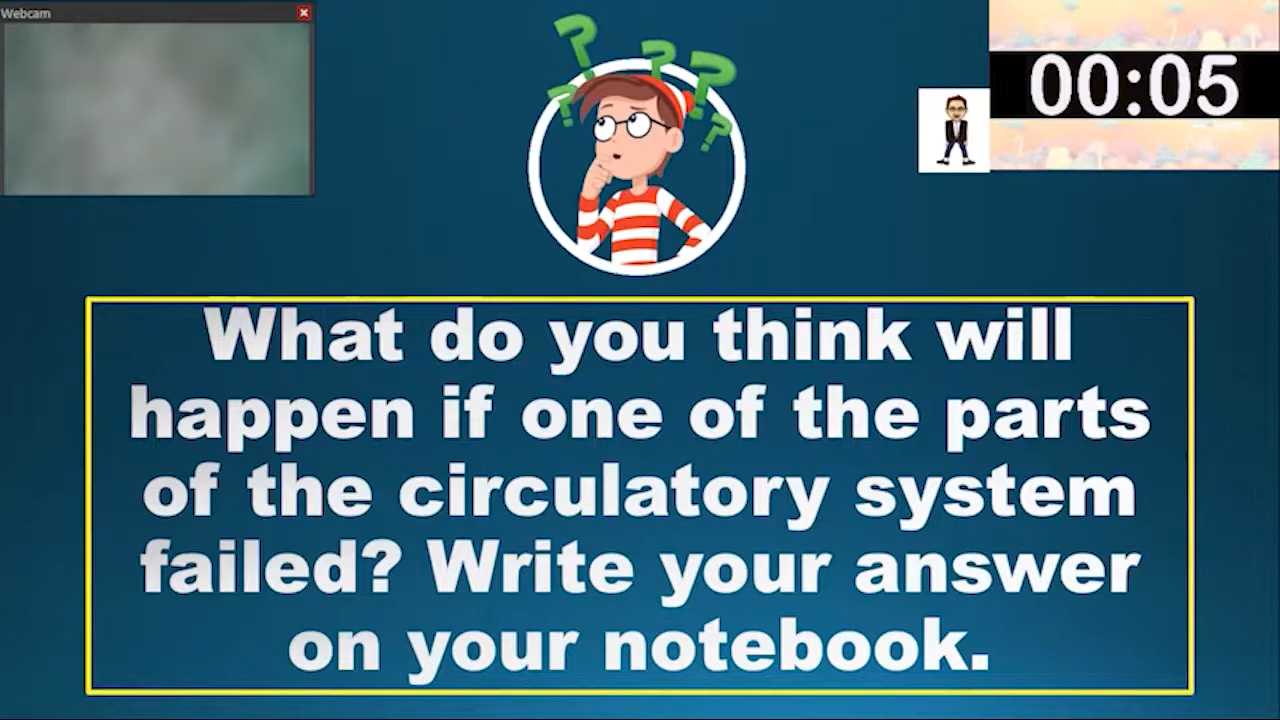 Webcam
00:05
What do you think will
happen if one of the parts
of the circulatory system
failed? Write your answer
on your notebook.